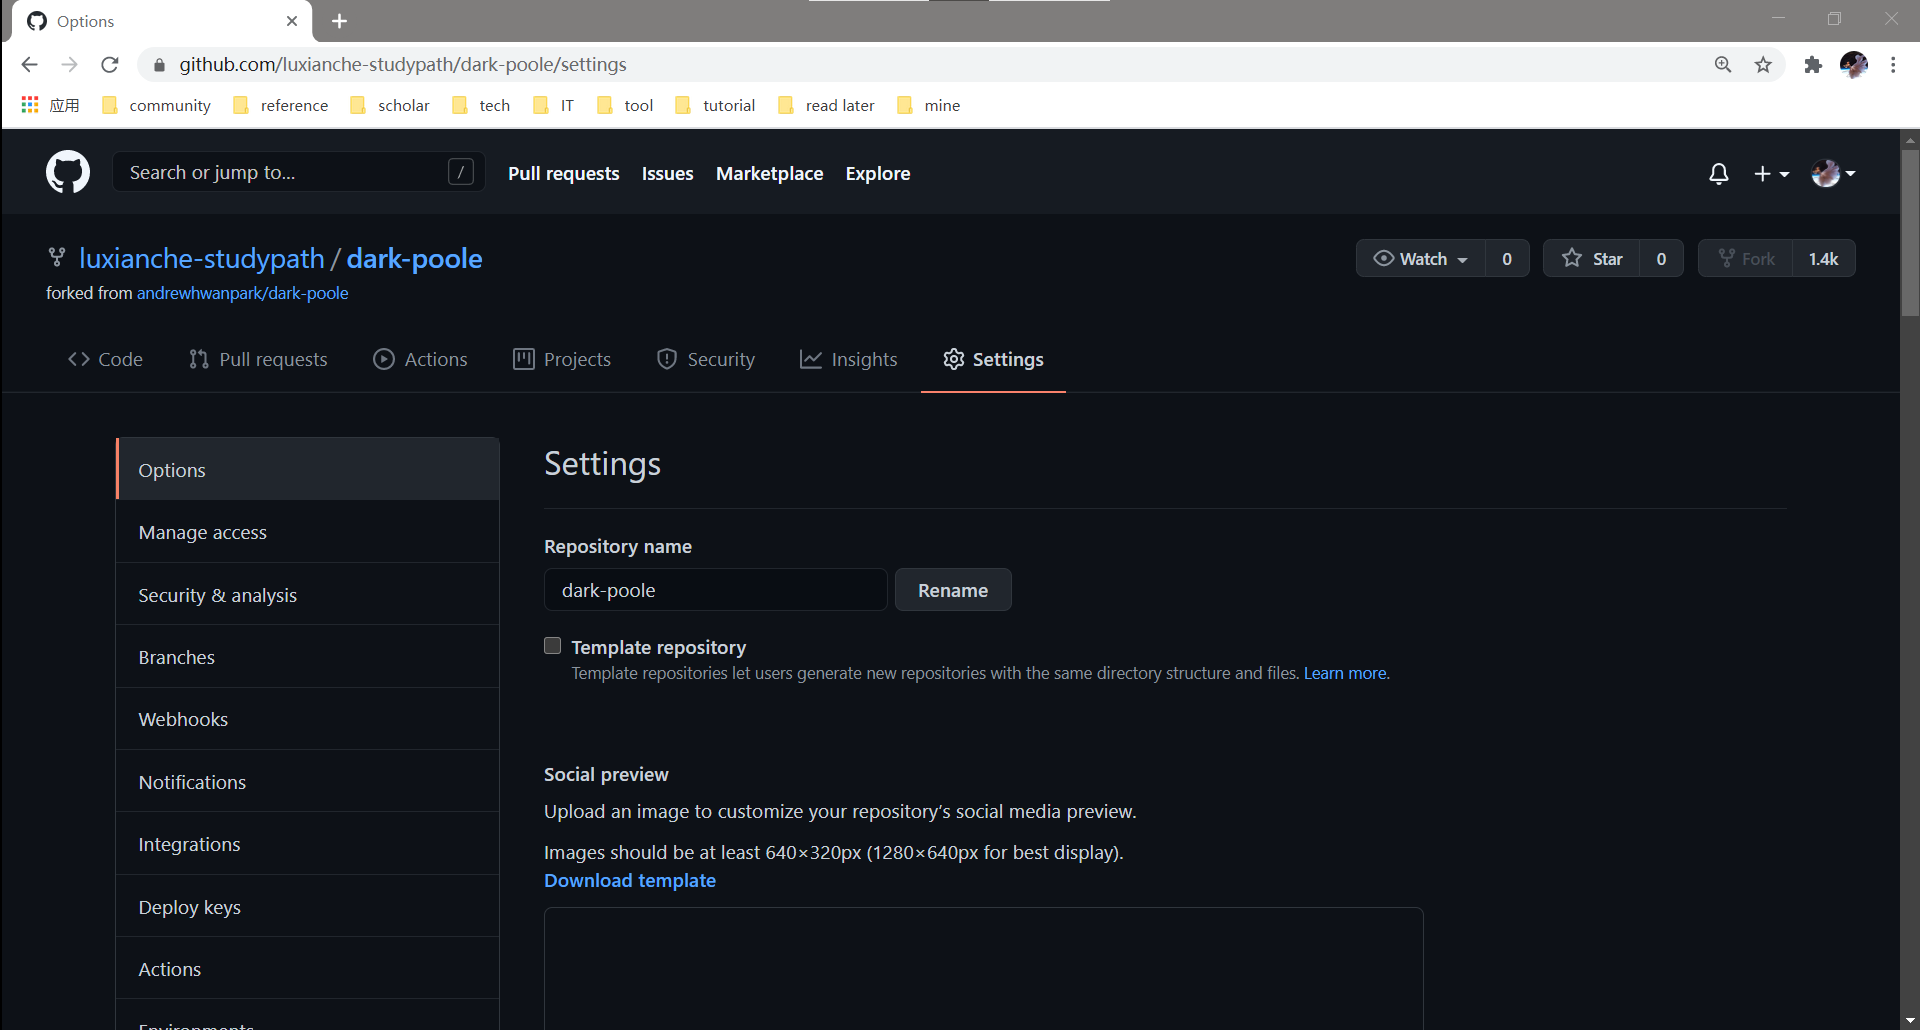 Options
github.com/luxianche-studypath/dark-poole/settings
应用 community reference scholar tech IT tool tutorial read later mine
Search or jump to... / Pull requests Issues Marketplace Explore
luxianche-studypath / dark-poole Watch 0 Star 0 Fork 1.4k
forked from andrewhwanpark/dark-poole
Code Pull requests Actions Projects Security Insights Settings
Options
Manage access
Security & analysis
Branches
Webhooks
Notifications
Integrations
Deploy keys
Actions
Environments
Settings
Repository name
dark-poole Rename
Template repository
Template repositories let users generate new repositories with the same directory structure and files. Learn more.
Social preview
Upload an image to customize your repository’s social media preview.
Images should be at least 640×320px (1280×640px for best display).
Download template